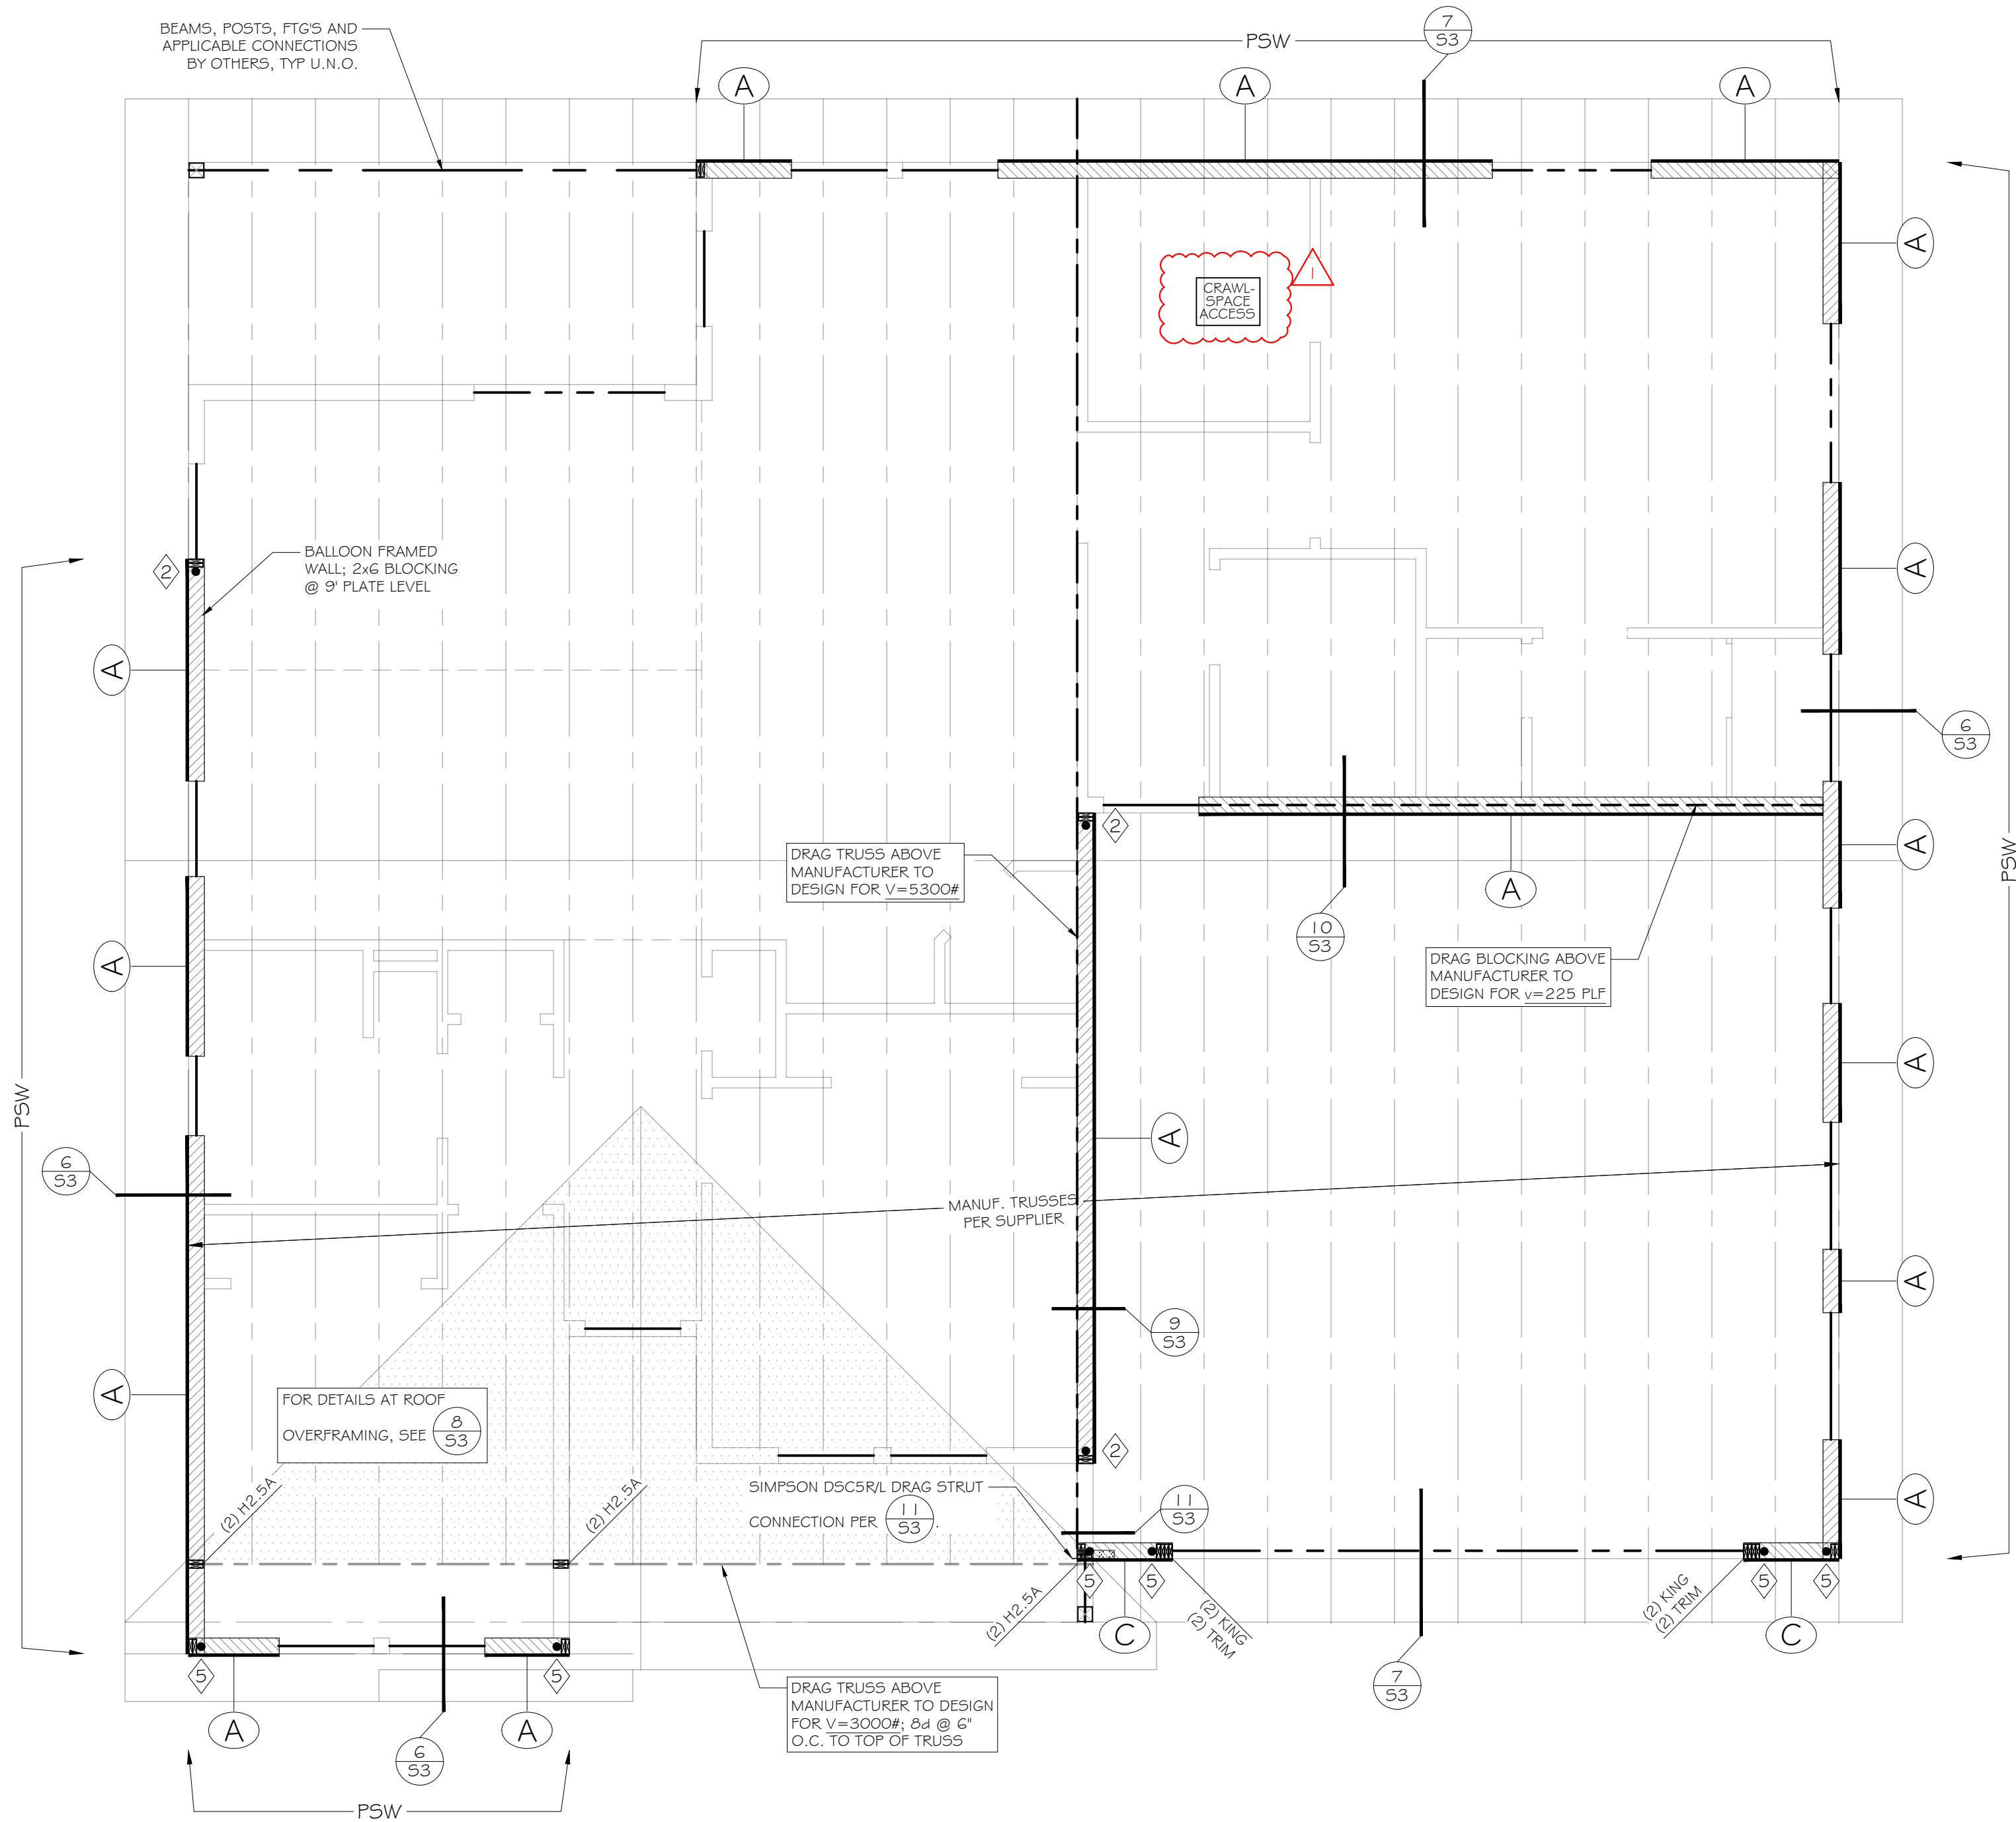 BEAMS, POSTS, FTG'S AND
APPLICABLE CONNECTIONS
BY OTHERS, TYP U.N.O.
PSW
7
S3
A
A
A
A
CRAWL-
SPACE
ACCESS
1
BALLOON FRAMED
WALL; 2x6 BLOCKING
@ 9' PLATE LEVEL
2
A
A
6
S3
PSW
DRAG TRUSS ABOVE
MANUFACTURER TO
DESIGN FOR V=5300#
2
A
A
10
S3
DRAG BLOCKING ABOVE
MANUFACTURER TO
DESIGN FOR v=225 PLF
A
A
PSW
A
6
S3
MANUF. TRUSSES
PER SUPPLIER
A
9
S3
A
FOR DETAILS AT ROOF
OVERFRAMING, SEE
8
S3
2
(2) H2.5A
(2) H2.5A
SIMPSON DSC5R/L DRAG STRUT
CONNECTION PER
11
S3
.
11
S3
A
5
5
5
5
(2) H2.5A
(2) KING
(2) TRIM
(2) KING
(2) TRIM
C
C
5
5
A
A
6
S3
DRAG TRUSS ABOVE
MANUFACTURER TO DESIGN
FOR V=3000#; 8d @ 6"
O.C. TO TOP OF TRUSS
7
S3
PSW